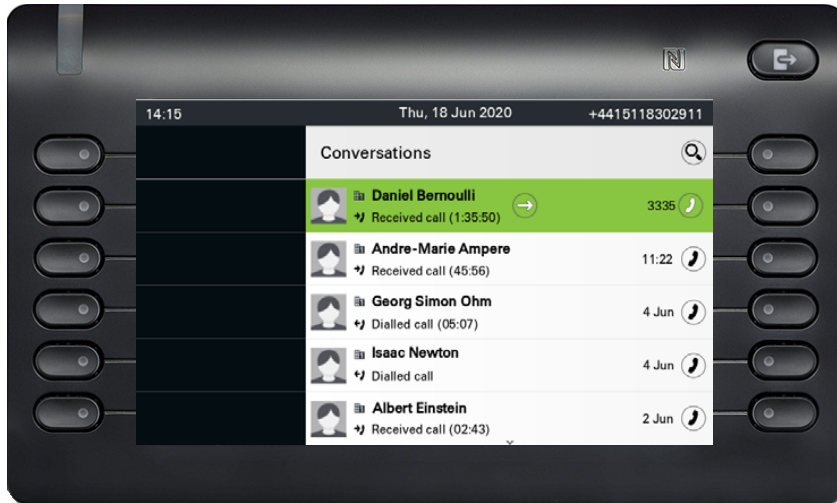 14:15 Thu, 18 Jun 2020 +4415118302911
Conversations
Daniel Bernoulli
Received call (1:35:50) 3335
Andre-Marie Ampere
Received call (45:56) 11:22
Georg Simon Ohm
Dialled call (05:07) 4 Jun
Isaac Newton
Dialled call 4 Jun
Albert Einstein
Received call (02:43) 2 Jun